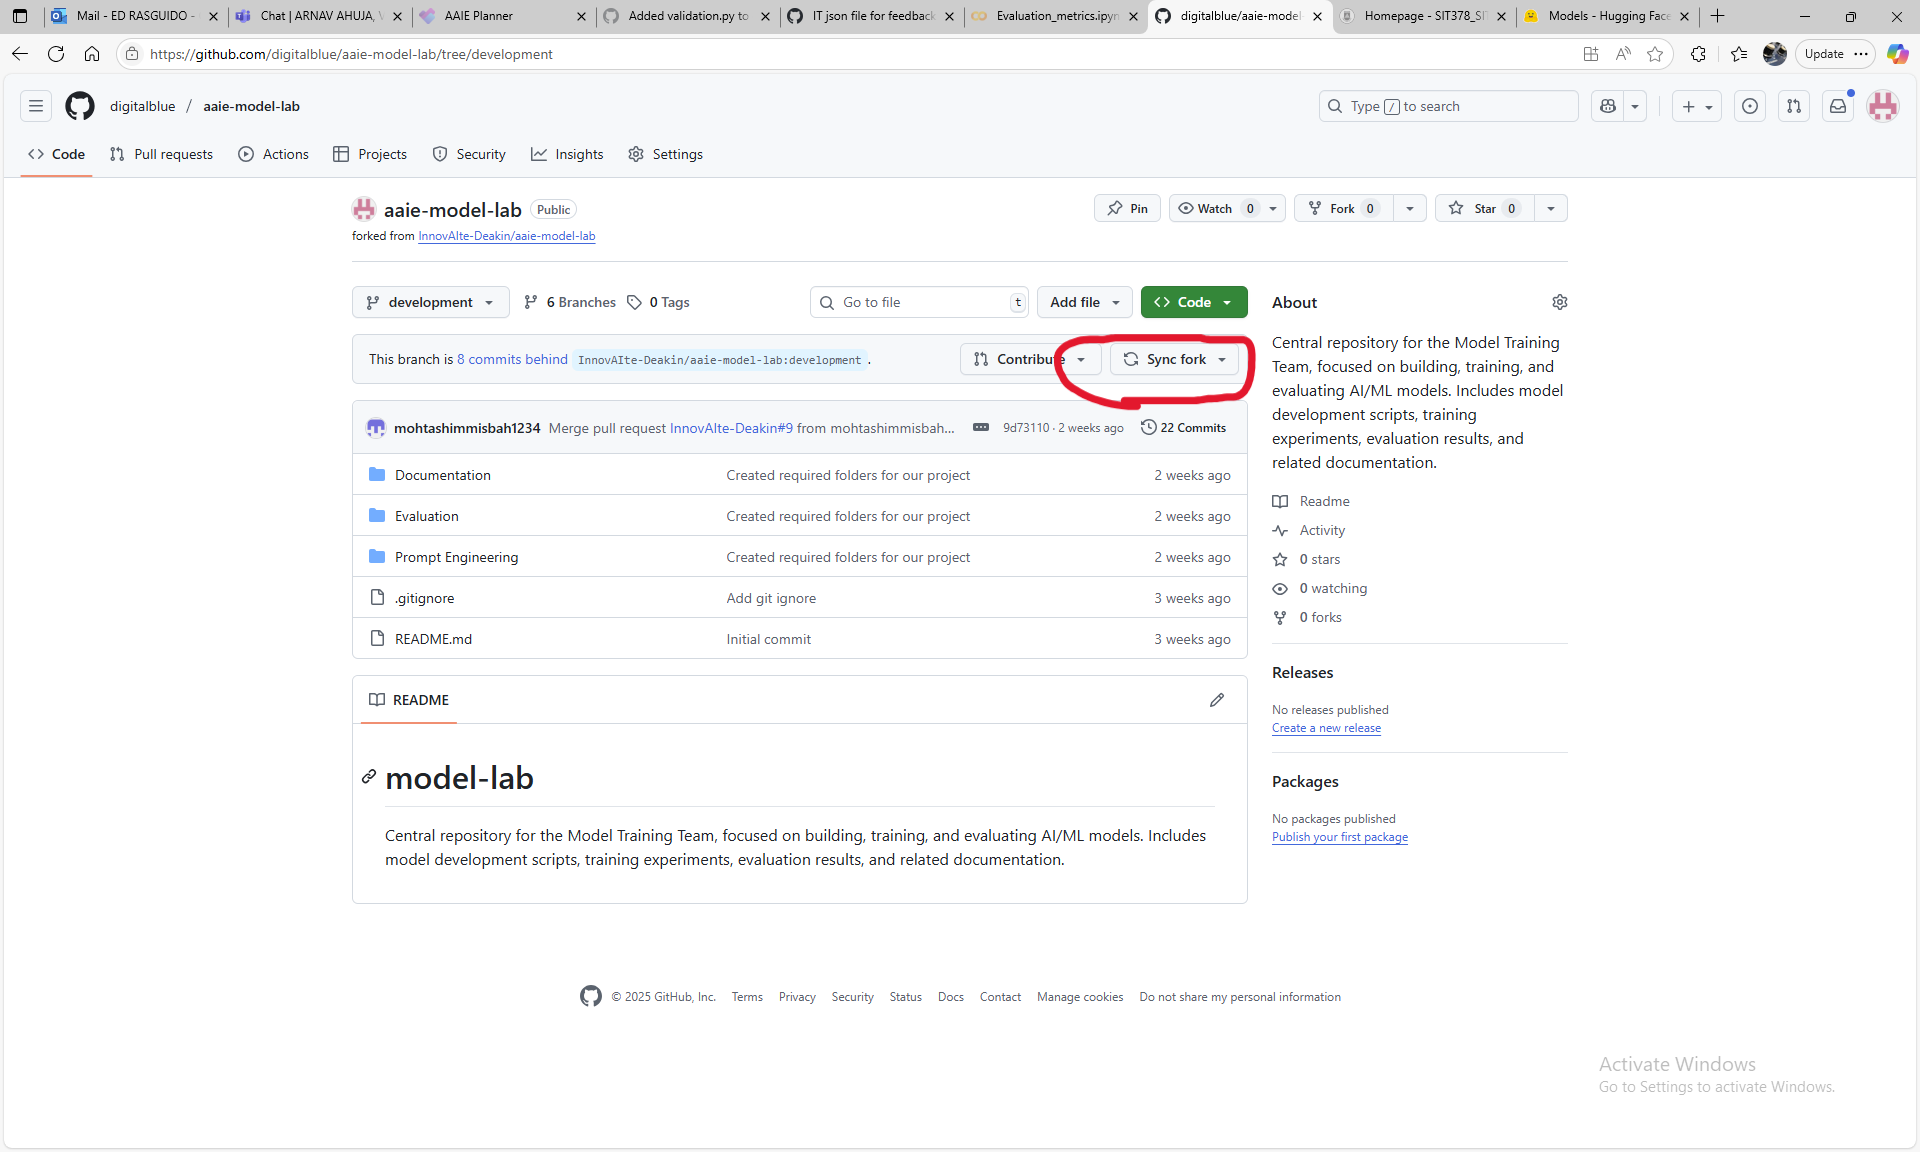 Mail - ED RASGUIDO - Chat | ARNAV AHUJA, AAIE Planner Added validation.py to IT json file for feedback Evaluation_metrics.ipyn digitalblue/aaie-model Homepage - SIT378_SI Models - Hugging Face
https://github.com/digitalblue/aaie-model-lab/tree/development Update
digitalblue / aaie-model-lab Type / to search
Code Pull requests Actions Projects Security Insights Settings
aaie-model-lab Public Pin Watch 0 Fork 0 Star 0
forked from InnovAIte-Deakin/aaie-model-lab
development 6 Branches 0 Tags Go to file t Add file <> Code
This branch is 8 commits behind InnovAIte-Deakin/aaie-model-lab:development . Contribute Sync fork
mohtashimmisbah1234 Merge pull request InnovAIte-Deakin#9 from mohtashimmisbah... 9d73110 · 2 weeks ago 22 Commits
Documentation Created required folders for our project 2 weeks ago
Evaluation Created required folders for our project 2 weeks ago
Prompt Engineering Created required folders for our project 2 weeks ago
.gitignore Add git ignore 3 weeks ago
README.md Initial commit 3 weeks ago
README
model-lab
Central repository for the Model Training Team, focused on building, training, and evaluating AI/ML models. Includes
model development scripts, training experiments, evaluation results, and related documentation.
About
Central repository for the Model Training
Team, focused on building, training, and
evaluating AI/ML models. Includes model
development scripts, training
experiments, evaluation results, and
related documentation.
Readme
Activity
0 stars
0 watching
0 forks
Releases
No releases published
Create a new release
Packages
No packages published
Publish your first package
© 2025 GitHub, Inc. Terms Privacy Security Status Docs Contact Manage cookies Do not share my personal information
Activate Windows
Go to Settings to activate Windows.